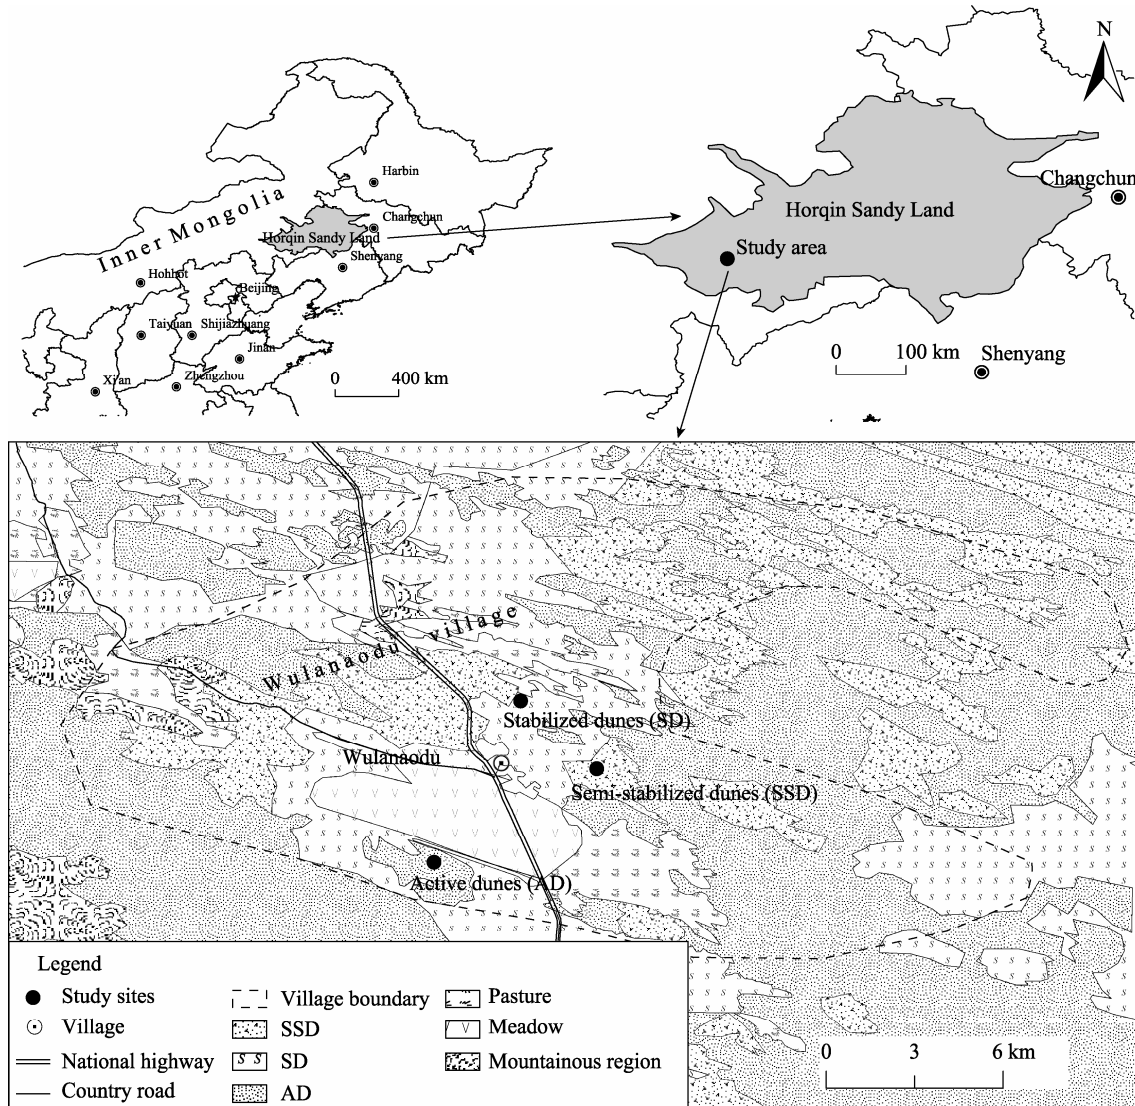 N
Harbin
Inner Mongolia
Changchun
Horqin Sandy Land
Shenyang
Hohhot
Beijing
Taiyuan
Shijiazhuang
Jinan
Xi'an
Zhengzhou
0 400 km
Changchun
Horqin Sandy Land
Study area
0 100 km
Shenyang
Wulanaodu village
Stabilized dunes (SD)
Wulanaodu
Semi-stabilized dunes (SSD)
Active dunes (AD)
Legend
Study sites
Village
National highway
Country road
Village boundary
SSD
SD
AD
Pasture
Meadow
Mountainous region
0 3 6 km